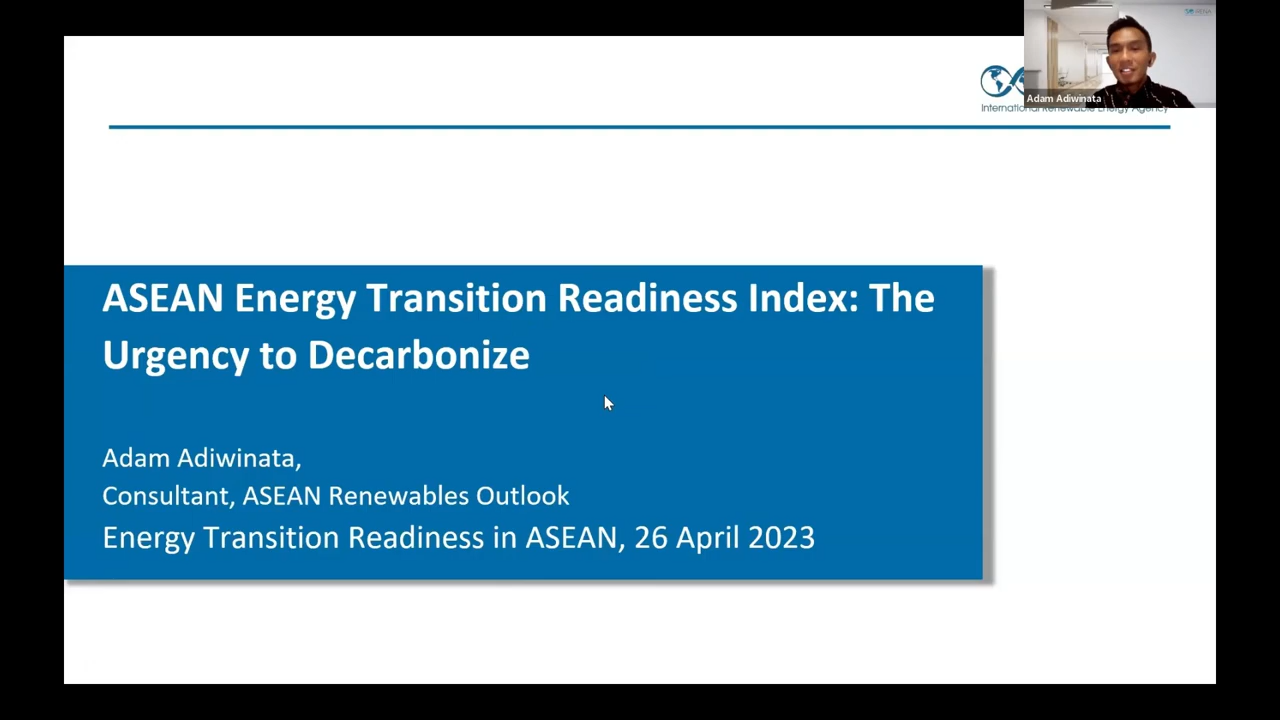 IRENA
Adam Adiwinata
International Renewable Energy Agency
ASEAN Energy Transition Readiness Index: The
Urgency to Decarbonize
Adam Adiwinata,
Consultant, ASEAN Renewables Outlook
Energy Transition Readiness in ASEAN, 26 April 2023